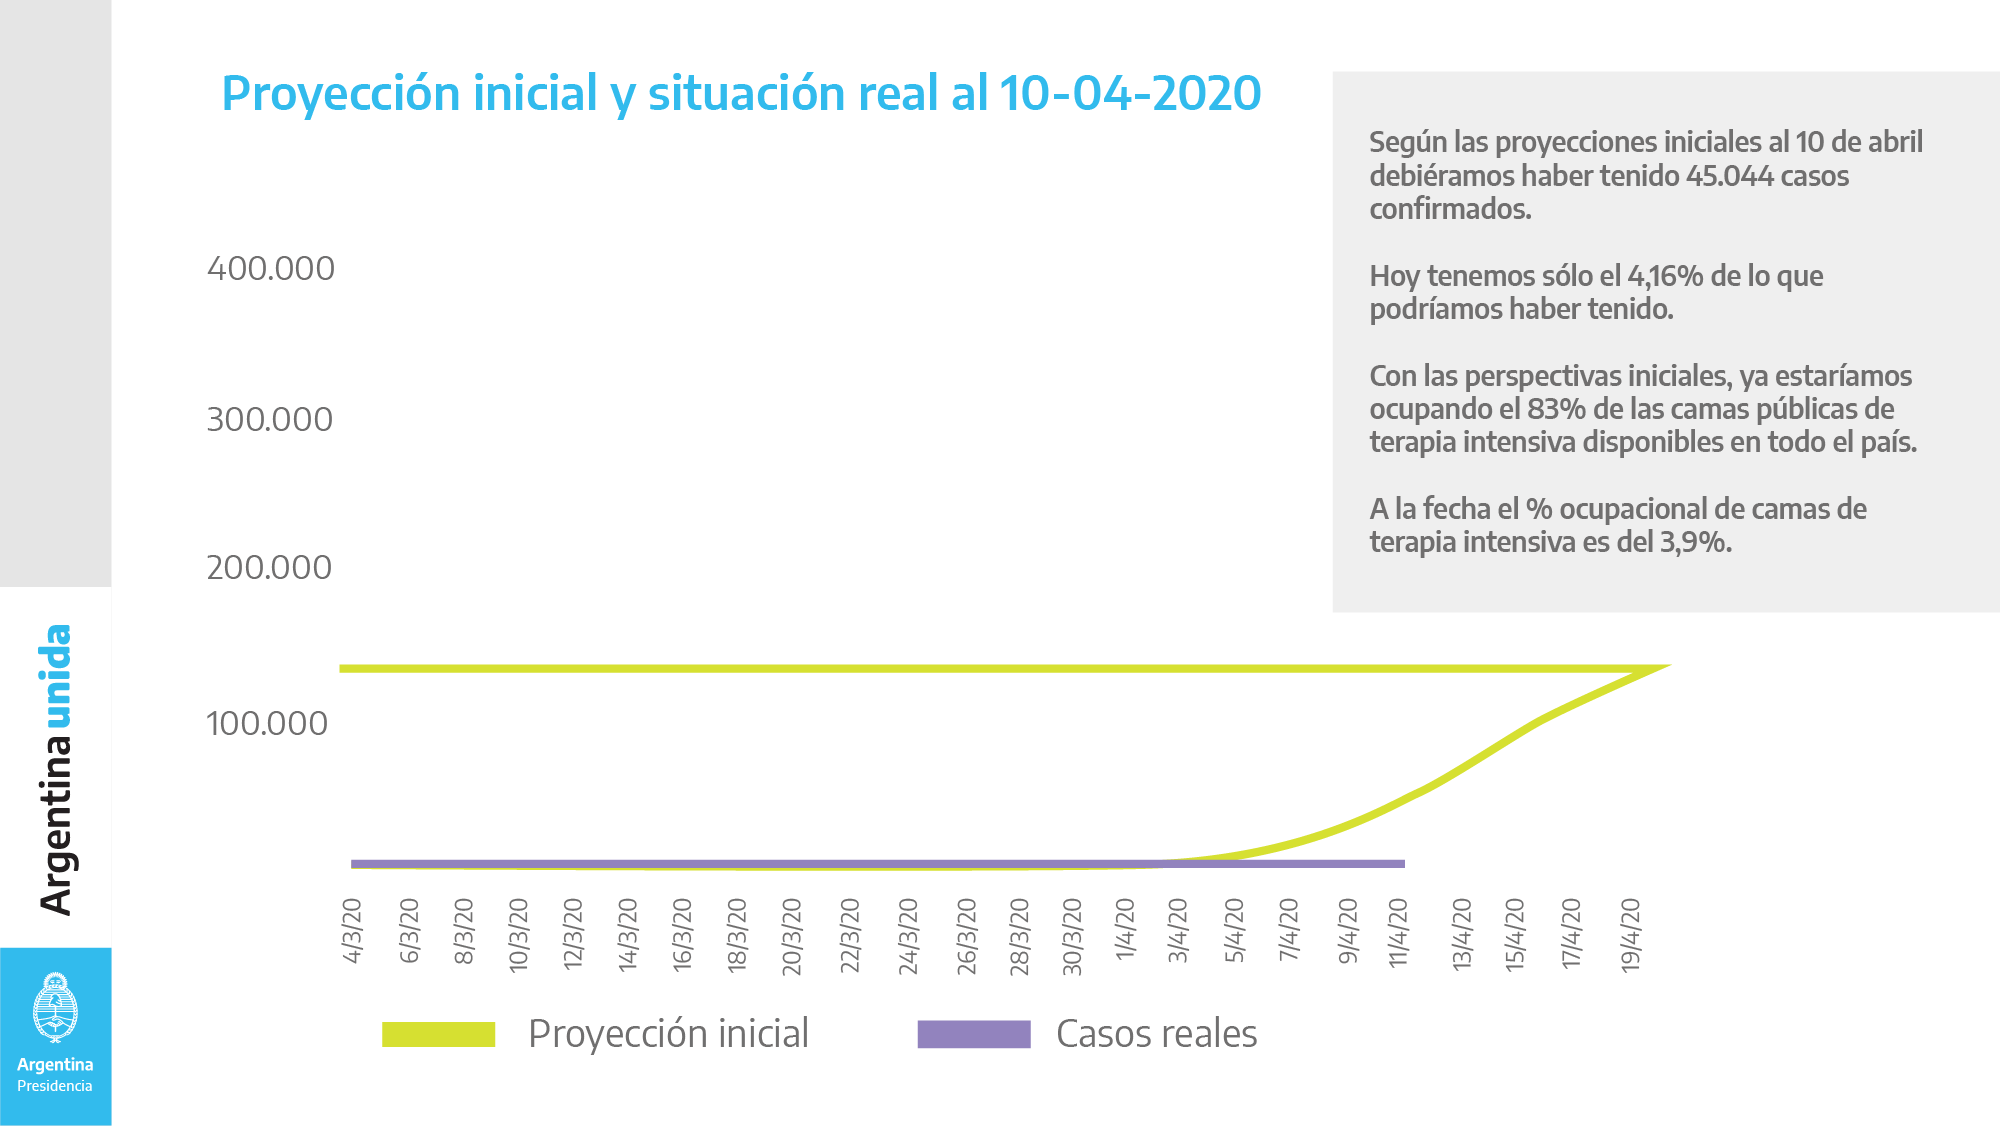 Proyección inicial y situación real al 10-04-2020
Según las proyecciones iniciales al 10 de abril
debiéramos haber tenido 45.044 casos
confirmados.
Hoy tenemos sólo el 4,16% de lo que
podríamos haber tenido.
Con las perspectivas iniciales, ya estaríamos
ocupando el 83% de las camas públicas de
terapia intensiva disponibles en todo el país.
A la fecha el % ocupacional de camas de
terapia intensiva es del 3,9%.
400.000
300.000
200.000
100.000
4/3/20
6/3/20
8/3/20
10/3/20
12/3/20
14/3/20
16/3/20
18/3/20
20/3/20
22/3/20
24/3/20
26/3/20
28/3/20
30/3/20
1/4/20
3/4/20
5/4/20
7/4/20
9/4/20
11/4/20
13/4/20
15/4/20
17/4/20
19/4/20
Proyección inicial
Casos reales
Argentina unida
Argentina
Presidencia